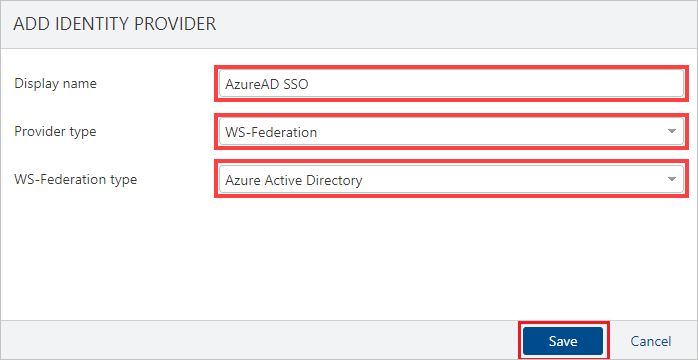 ADD IDENTITY PROVIDER
Display name AzureAD SSO
Provider type WS-Federation
WS-Federation type Azure Active Directory
Save Cancel